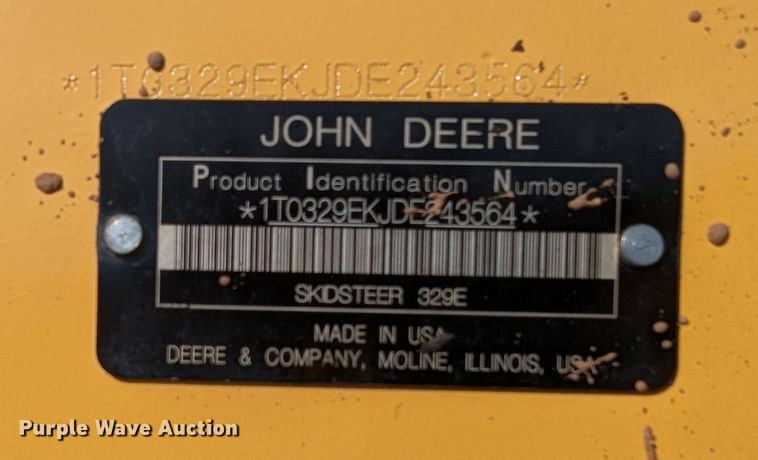 *1T0329EKJDE243564*
JOHN DEERE
Product Identification Number
*1T0329EKJDE243564*
SKIDSTEER 329E
MADE IN USA
DEERE & COMPANY, MOLINE, ILLINOIS, USA
Purple Wave Auction